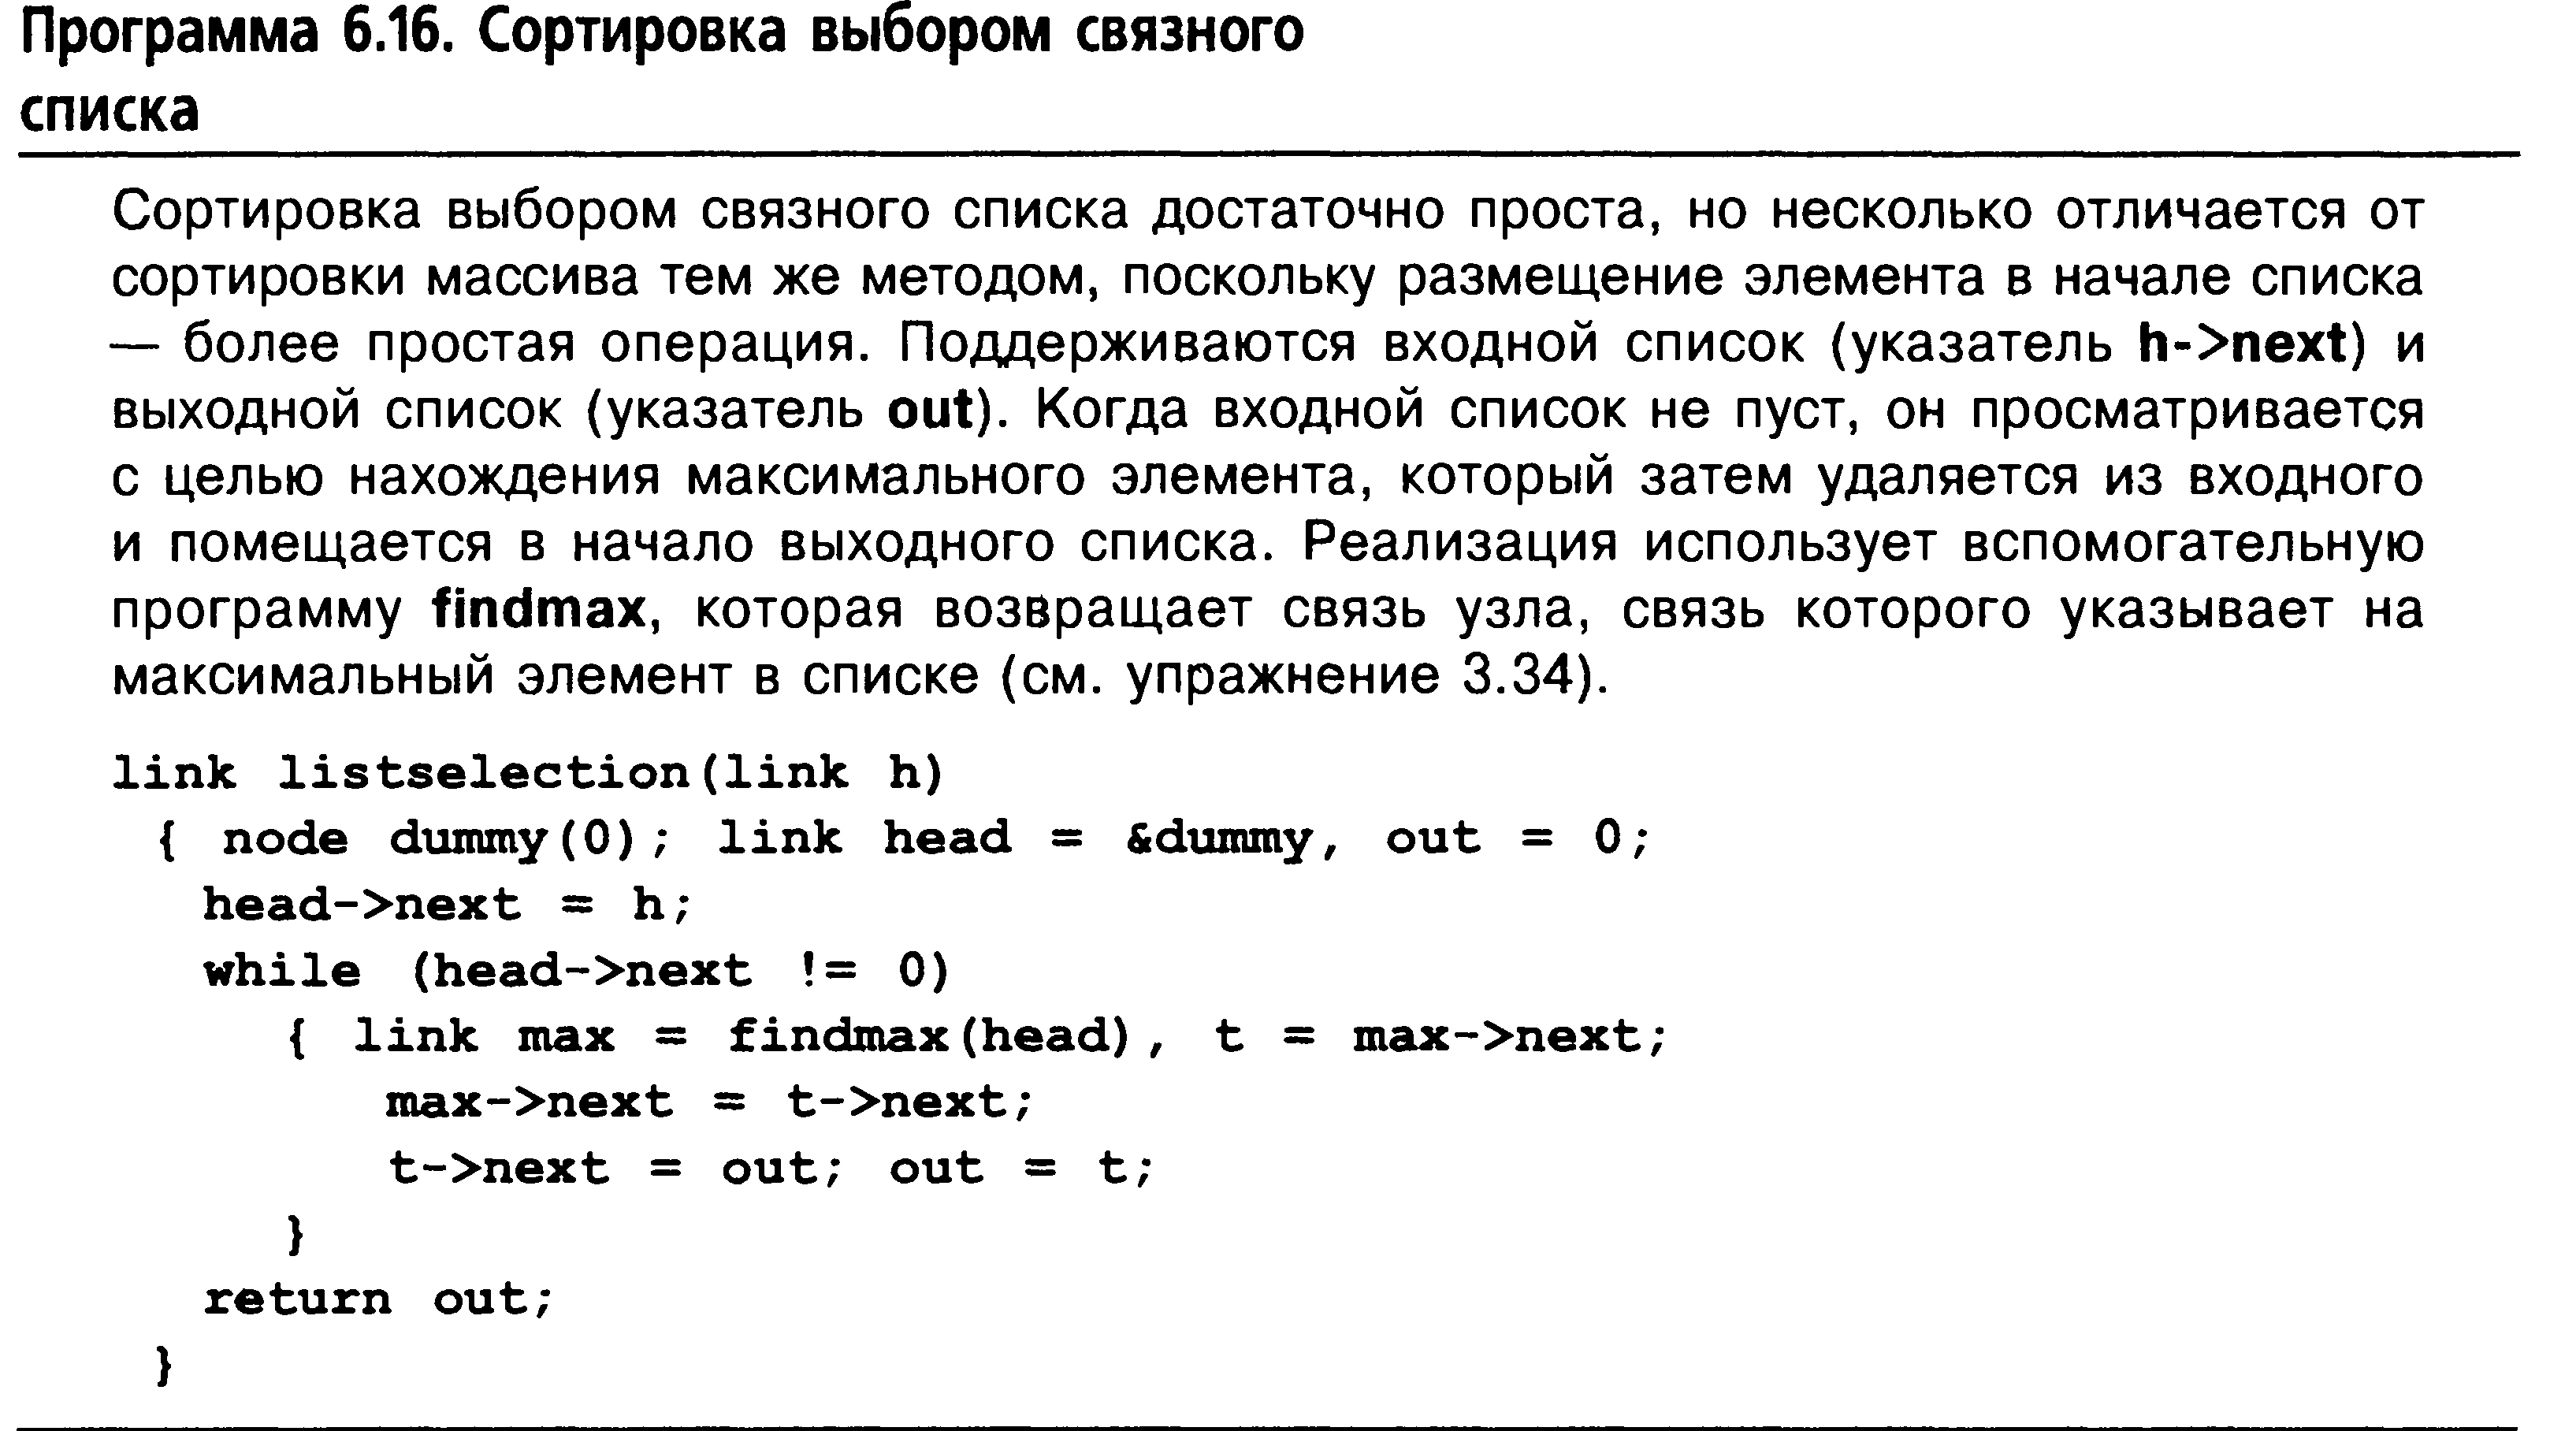 Программа 6.16. Сортировка выбором связного
списка
Сортировка выбором связного списка достаточно проста, но несколько отличается от
сортировки массива тем же методом, поскольку размещение элемента в начале списка
— более простая операция. Поддерживаются входной список (указатель h->next) и
выходной список (указатель out). Когда входной список не пуст, он просматривается
с целью нахождения максимального элемента, который затем удаляется из входного
и помещается в начало выходного списка. Реализация использует вспомогательную
программу findmax, которая возвращает связь узла, связь которого указывает на
максимальный элемент в списке (см. упражнение 3.34).
link listselection(link h)
{ node dummy(0); link head = &dummy, out = 0;
head->next = h;
while (head->next != 0)
{ link max = findmax(head), t = max->next;
max->next = t->next;
t->next = out; out = t;
}
return out;
}